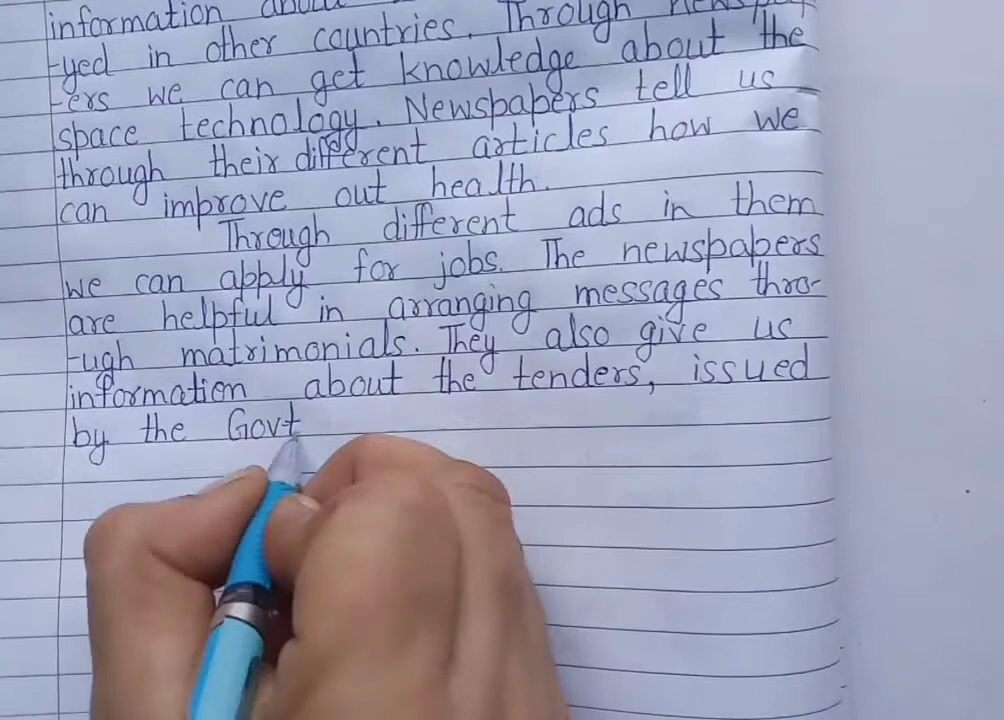 information about
-yed in other countries. Through newspap
-ers we can get knowledge about the
space technology. Newspapers tell us
through their different articles how we
can improve out health.
Through different ads in them
we can apply for jobs. The newspapers
are helpful in arranging messages thro-
-ugh matrimonials. They also give us
information about the tenders, issued
by the Govt